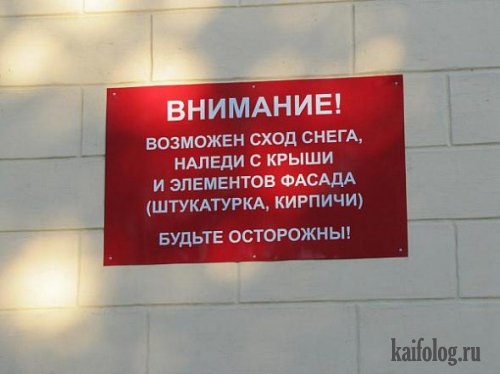 ВНИМАНИЕ!
ВОЗМОЖЕН СХОД СНЕГА,
НАЛЕДИ С КРЫШИ
И ЭЛЕМЕНТОВ ФАСАДА
(ШТУКАТУРКА, КИРПИЧИ)
БУДЬТЕ ОСТОРОЖНЫ!
kaifolog.ru